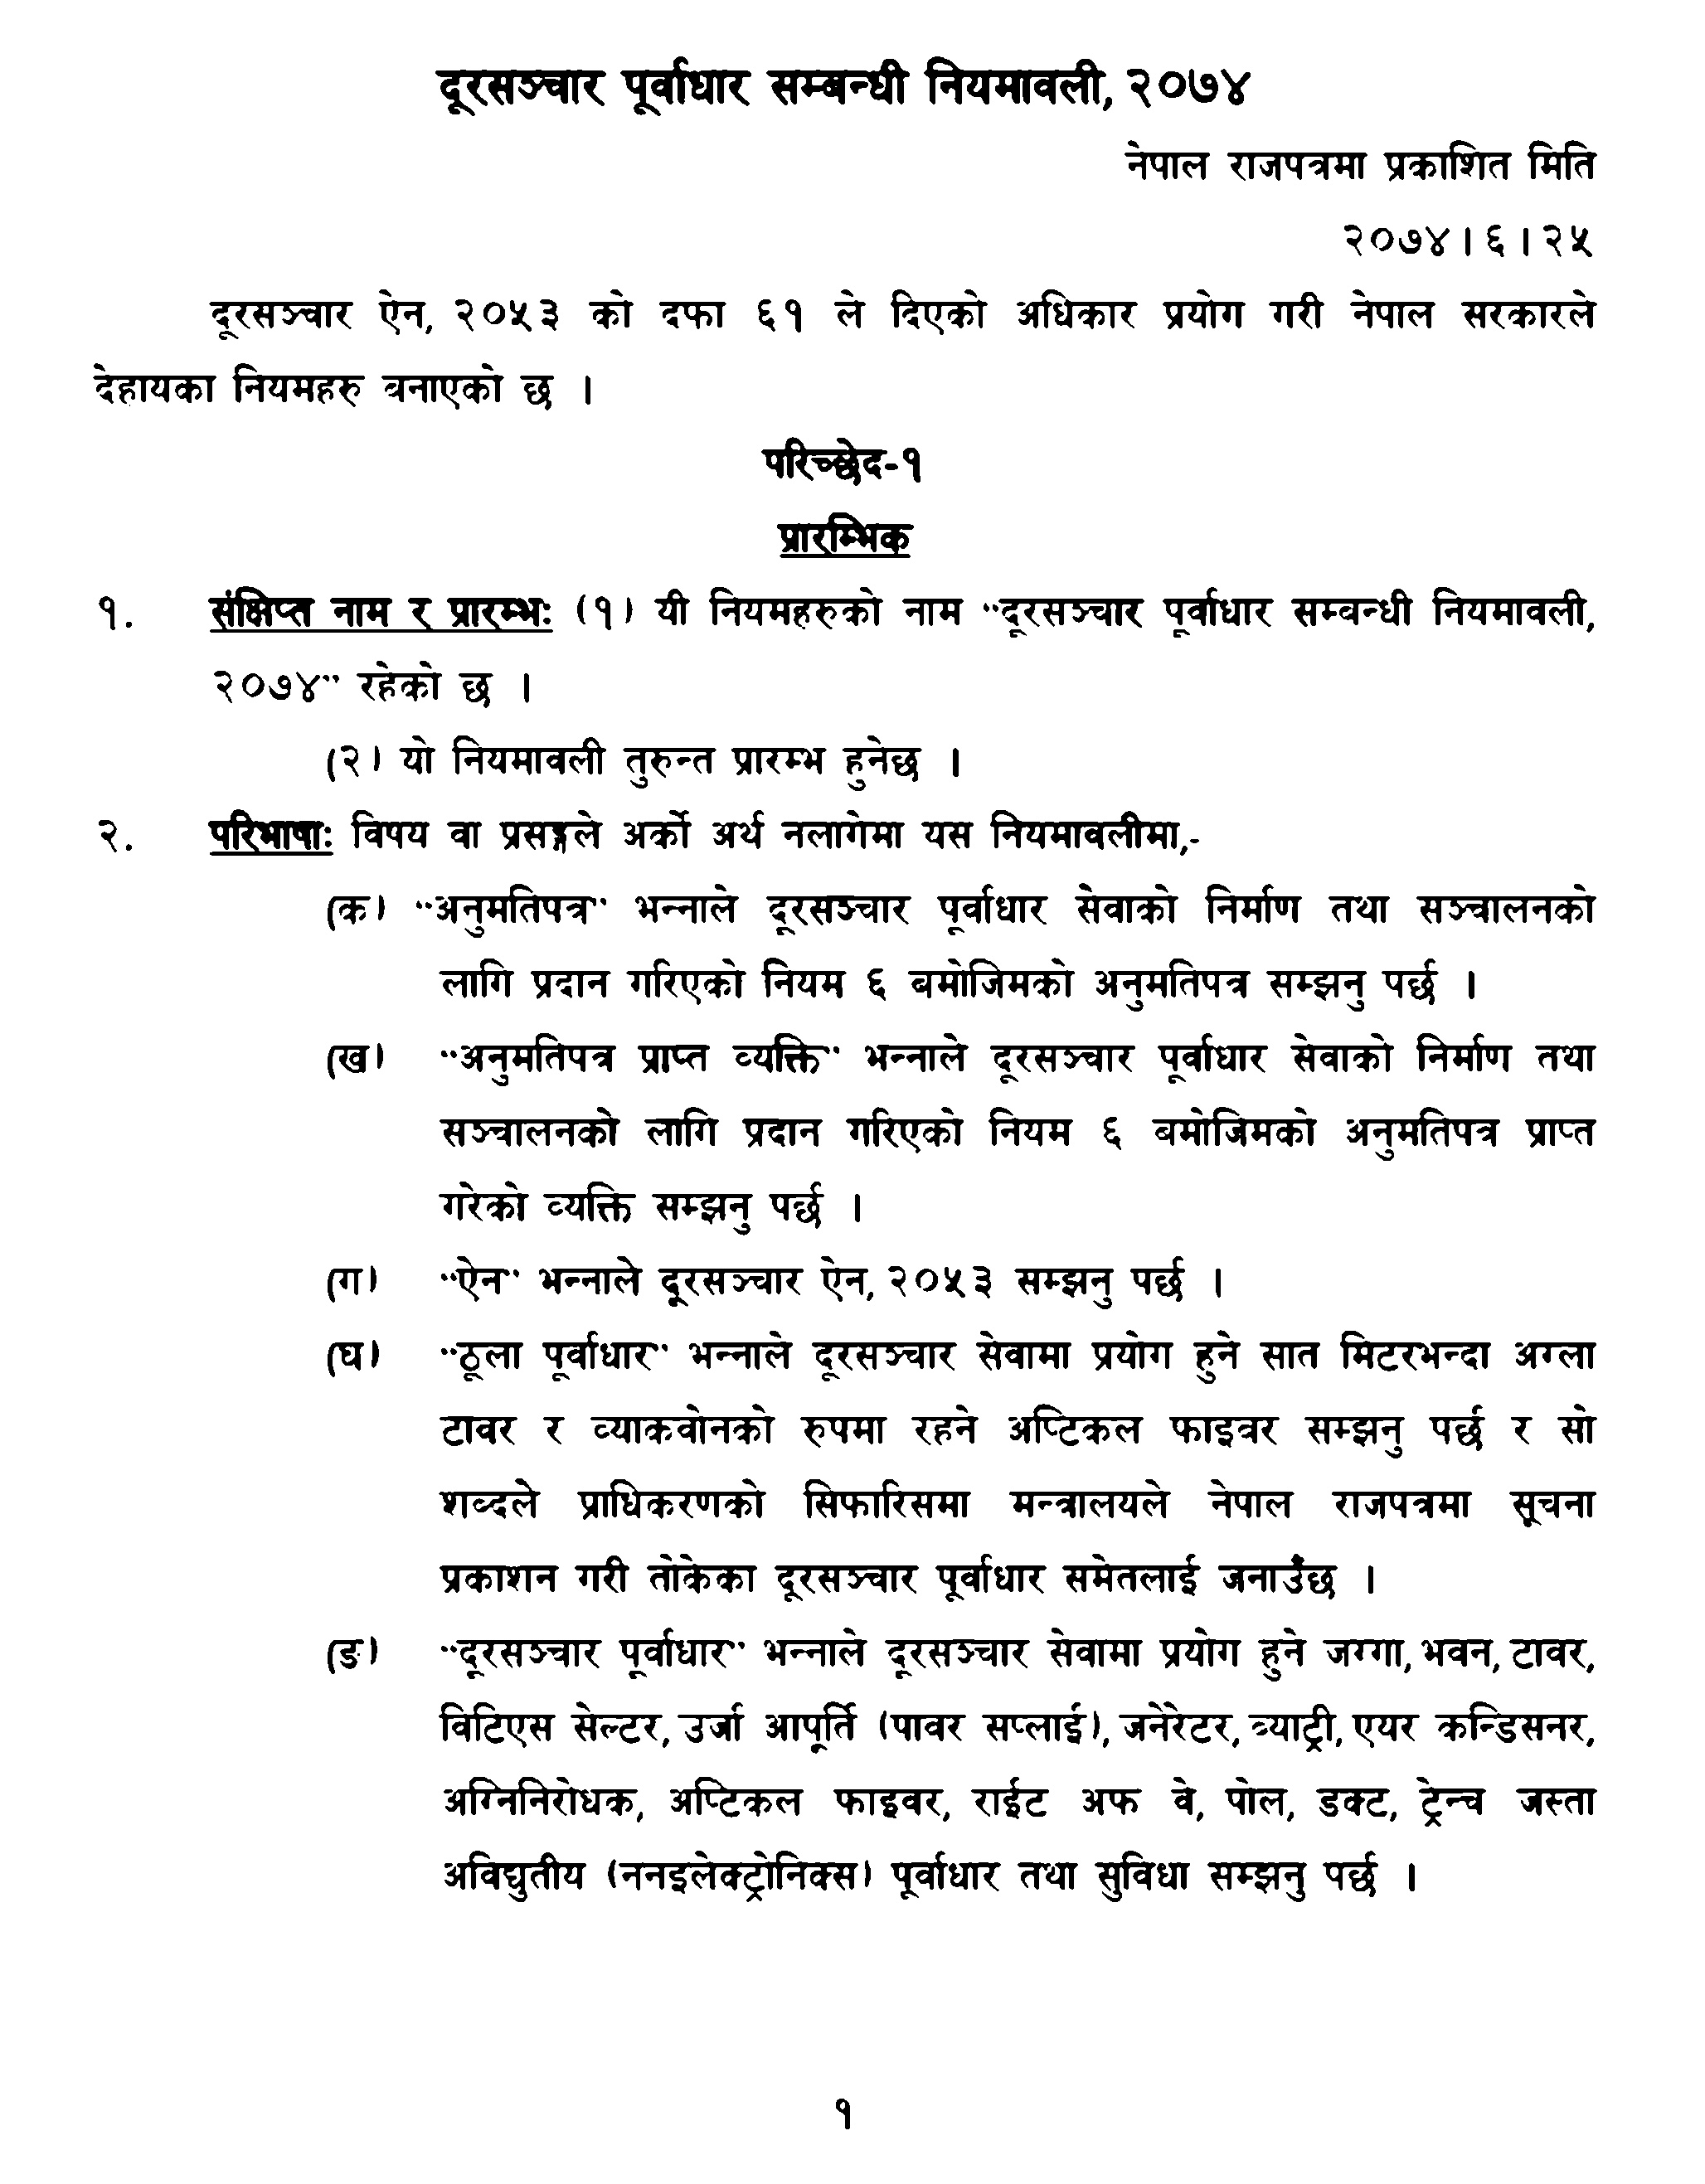 दूरसञ्चार पूर्वाधार सम्बन्धी नियमावली, २०७४
नेपाल राजपत्रमा प्रकाशित मिति
२०७४।६।२५
दूरसञ्चार ऐन, २०५३ को दफा ६१ ले दिएको अधिकार प्रयोग गरी नेपाल सरकारले
देहायका नियमहरु बनाएको छ ।
परिच्छेद-१
प्रारम्भिक
१. संक्षिप्त नाम र प्रारम्भः (१) यी नियमहरुको नाम "दूरसञ्चार पूर्वाधार सम्बन्धी नियमावली,
२०७४" रहेको छ ।
(२) यो नियमावली तुरुन्त प्रारम्भ हुनेछ ।
२. परिभाषाः विषय वा प्रसङ्गले अर्को अर्थ नलागेमा यस नियमावलीमा,-
(क) "अनुमतिपत्र" भन्नाले दूरसञ्चार पूर्वाधार सेवाको निर्माण तथा सञ्चालनको
लागि प्रदान गरिएको नियम ६ बमोजिमको अनुमतिपत्र सम्झनु पर्छ ।
(ख) "अनुमतिपत्र प्राप्त व्यक्ति" भन्नाले दूरसञ्चार पूर्वाधार सेवाको निर्माण तथा
सञ्चालनको लागि प्रदान गरिएको नियम ६ बमोजिमको अनुमतिपत्र प्राप्त
गरेको व्यक्ति सम्झनु पर्छ ।
(ग) "ऐन" भन्नाले दूरसञ्चार ऐन, २०५३ सम्झनु पर्छ ।
(घ) "ठूला पूर्वाधार" भन्नाले दूरसञ्चार सेवामा प्रयोग हुने सात मिटरभन्दा अग्ला
टावर र ब्याकबोनको रुपमा रहने अप्टिकल फाइबर सम्झनु पर्छ र सो
शब्दले प्राधिकरणको सिफारिसमा मन्त्रालयले नेपाल राजपत्रमा सूचना
प्रकाशन गरी तोकेका दूरसञ्चार पूर्वाधार समेतलाई जनाउँछ ।
(ङ) "दूरसञ्चार पूर्वाधार" भन्नाले दूरसञ्चार सेवामा प्रयोग हुने जग्गा, भवन, टावर,
विटिएस सेल्टर, उर्जा आपूर्ति (पावर सप्लाई), जनेरेटर, ब्याट्री, एयर कन्डिसनर,
अग्निनिरोधक, अप्टिकल फाइबर, राईट अफ वे, पोल, डक्ट, ट्रेन्च जस्ता
अविद्युतीय (ननइलेक्ट्रोनिक्स) पूर्वाधार तथा सुविधा सम्झनु पर्छ ।
१